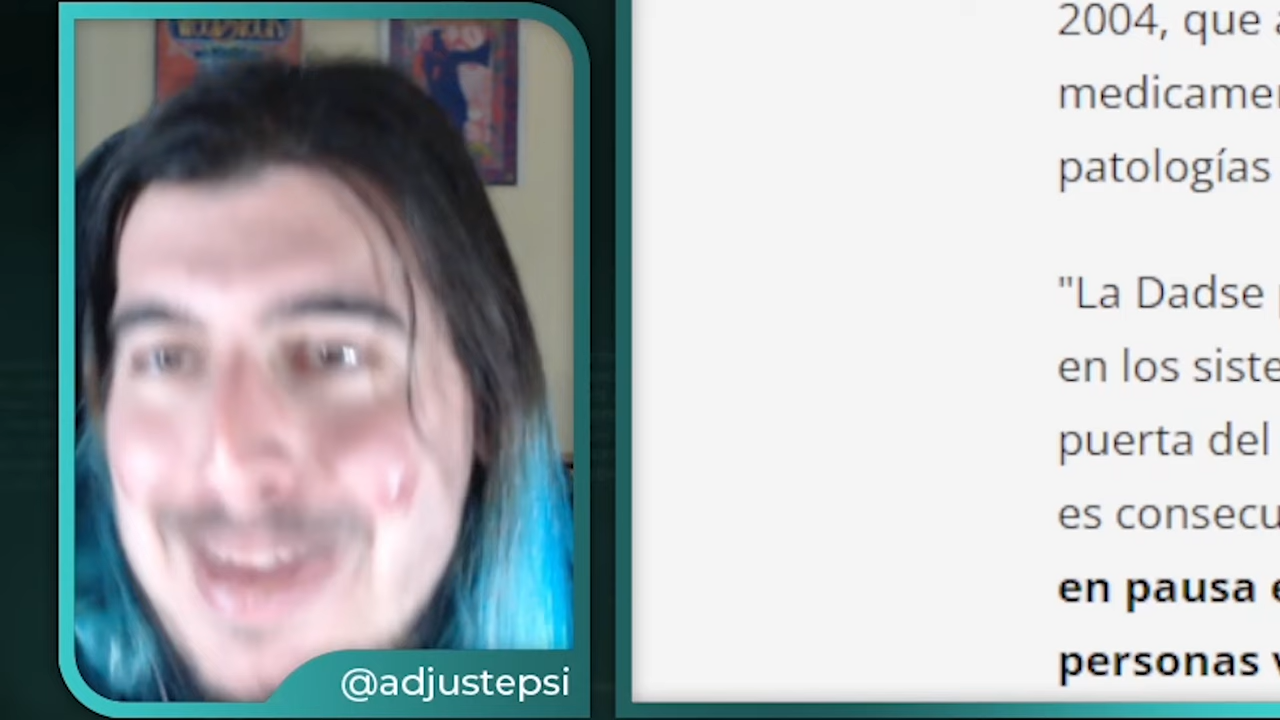 @adjustepsi
2004, que a
medicamen
patologías
"La Dadse
en los siste
puerta del
es consecu
en pausa e
personas v